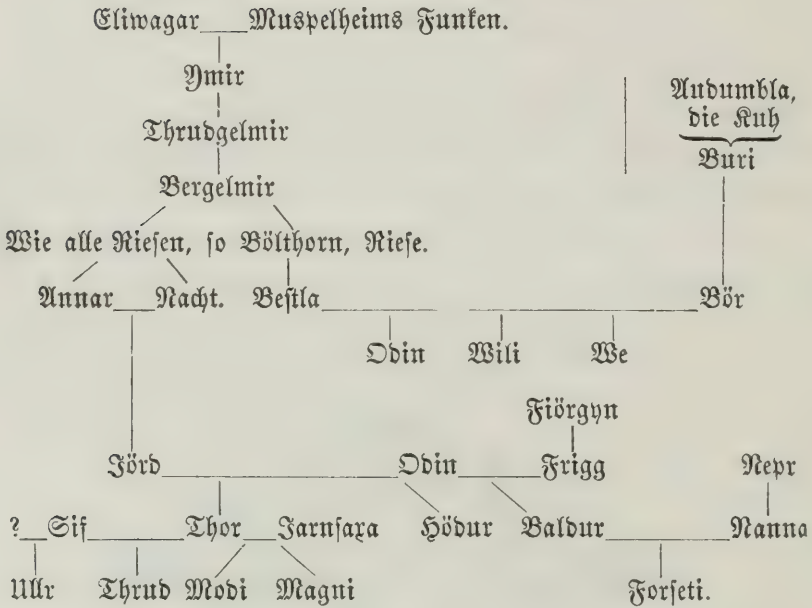 Eliwagar Muspelheims Funken.
Ymir
Audumbla,
die Kuh
Thrudgelmir
Buri
Bergelmir
Wie alle Riesen, so Bölthorn, Riese.
Annar Nacht. Bestla Bör
Odin Wili We
Fiörgyn
Jörd Odin Frigg Nepr
? Sif Thor Jarnsaxa Hödur Baldur Nanna
Ullr Thrud Modi Magni Forseti.